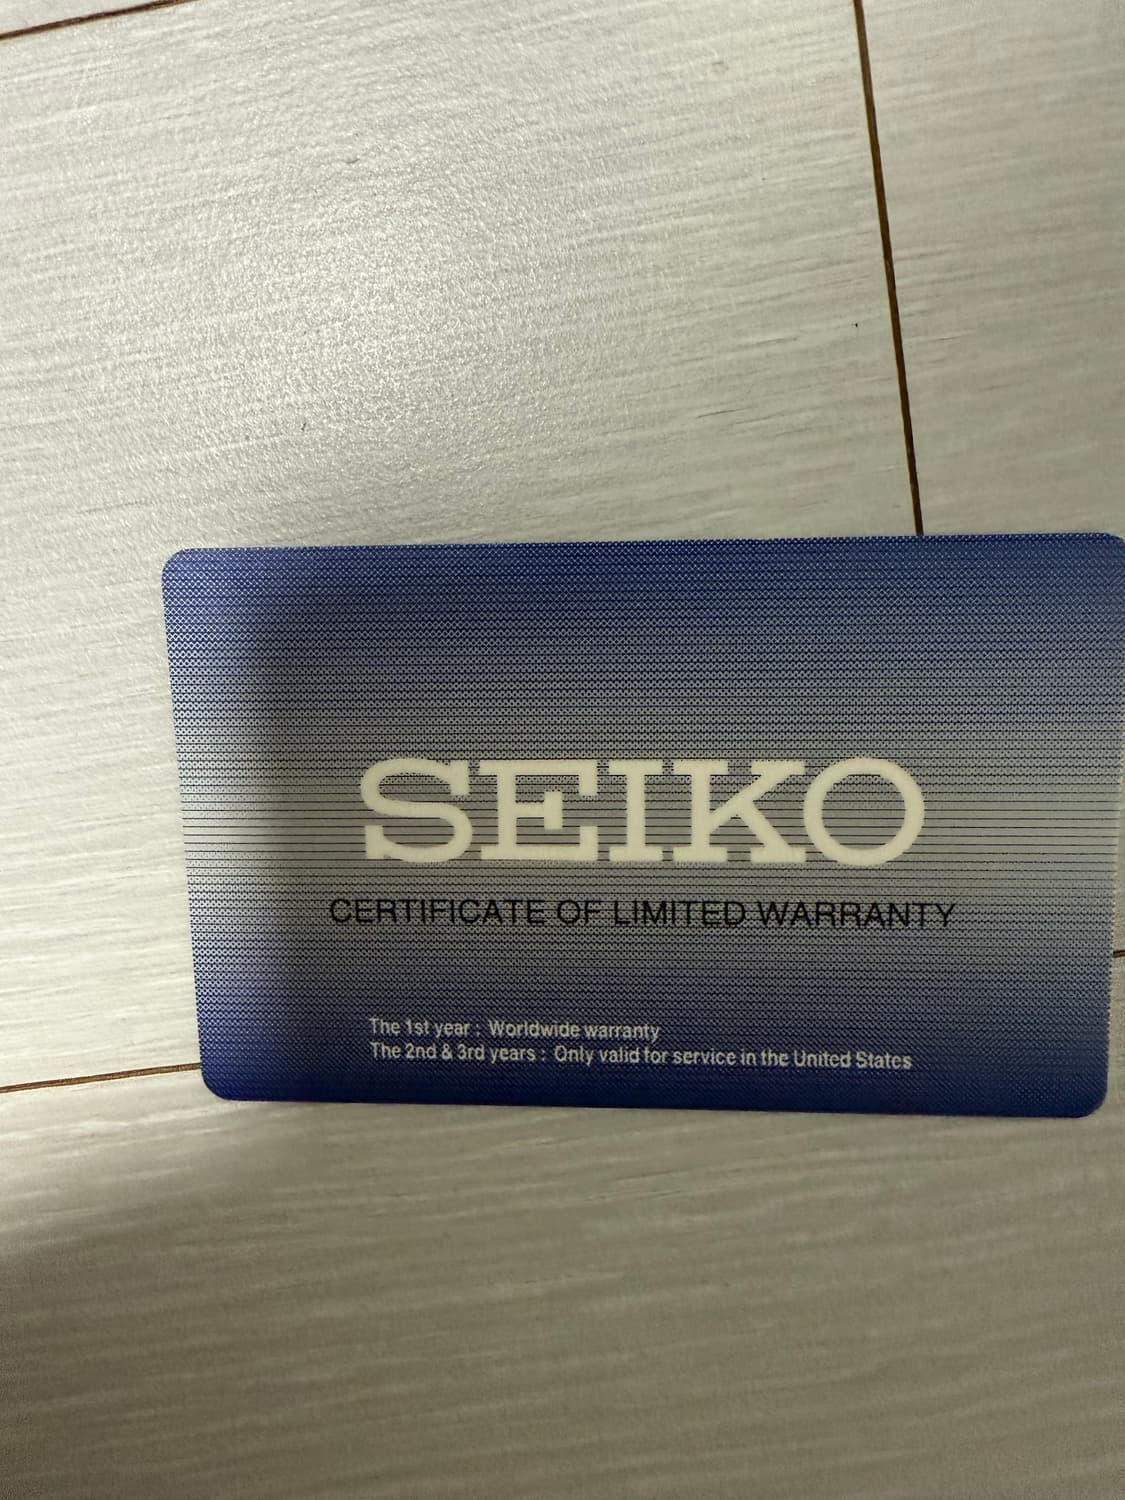 SEIKO
CERTIFICATE OF LIMITED WARRANTY
The 1st year : Worldwide warranty
The 2nd & 3rd years : Only valid for service in the United States